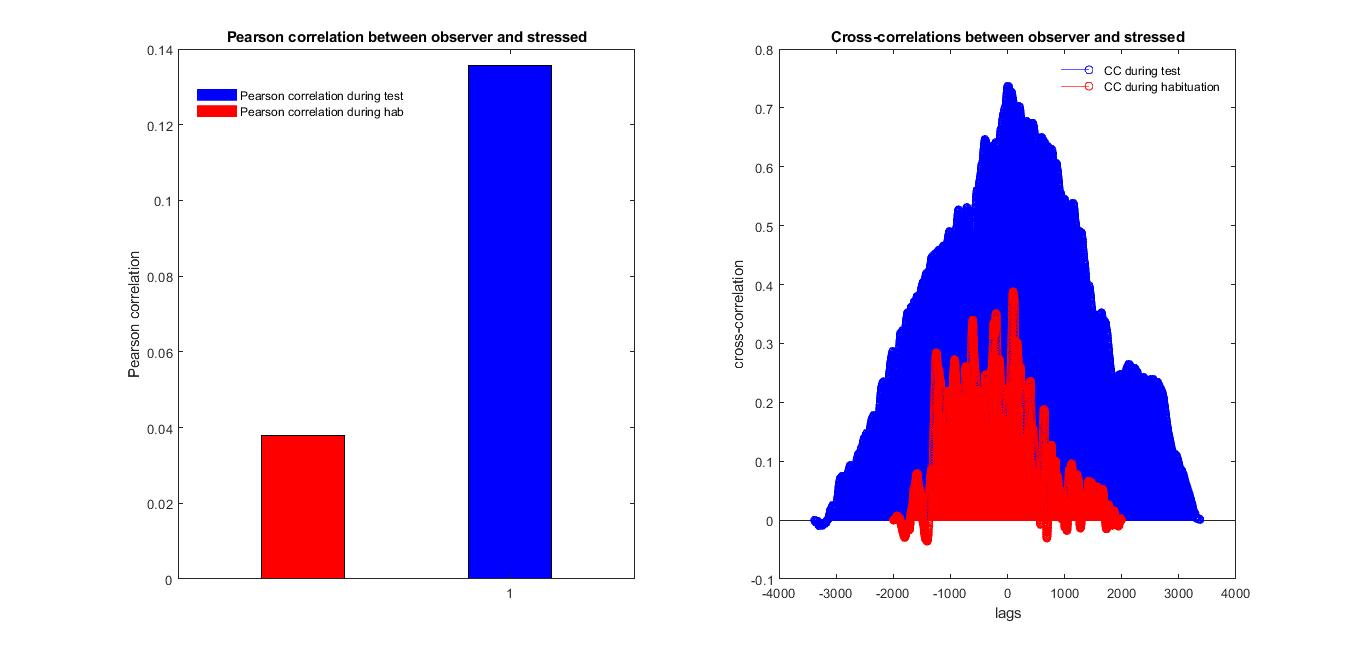 Pearson correlation between observer and stressed
0.14
0.12
0.1
0.08
0.06
0.04
0.02
0
Pearson correlation
Pearson correlation during test
Pearson correlation during hab
1
Cross-correlations between observer and stressed
0.8
0.7
0.6
0.5
0.4
0.3
0.2
0.1
0
-0.1
cross-correlation
CC during test
CC during habituation
-4000 -3000 -2000 -1000 0 1000 2000 3000 4000
lags